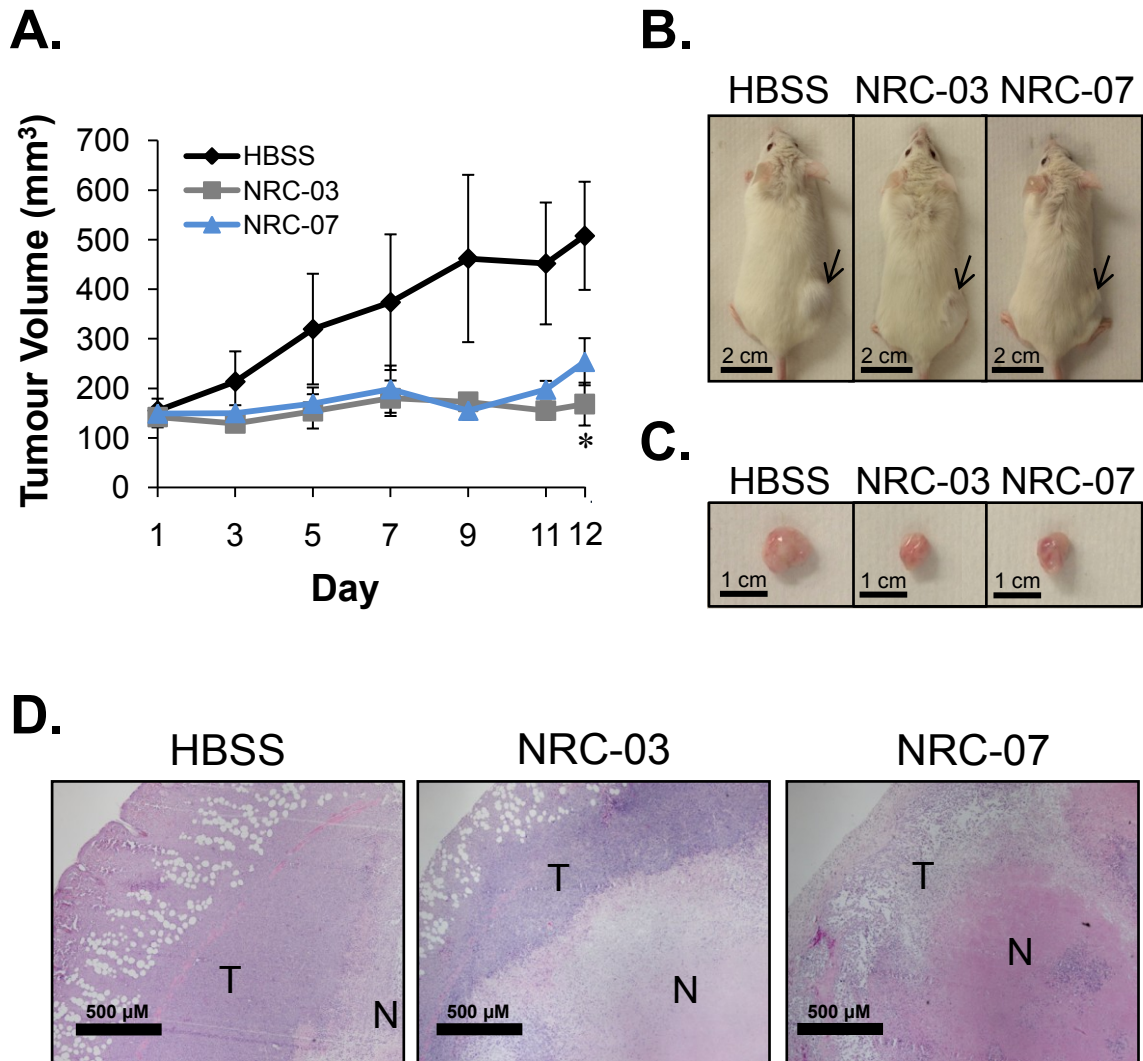 A.
Tumour Volume (mm³)
700
600
500
400
300
200
100
0
HBSS
NRC-03
NRC-07
*
1 3 5 7 9 11 12
Day
B.
HBSS NRC-03 NRC-07
2 cm 2 cm 2 cm
C.
HBSS NRC-03 NRC-07
1 cm 1 cm 1 cm
D.
HBSS NRC-03 NRC-07
T N T N T N
500 µM 500 µM 500 µM